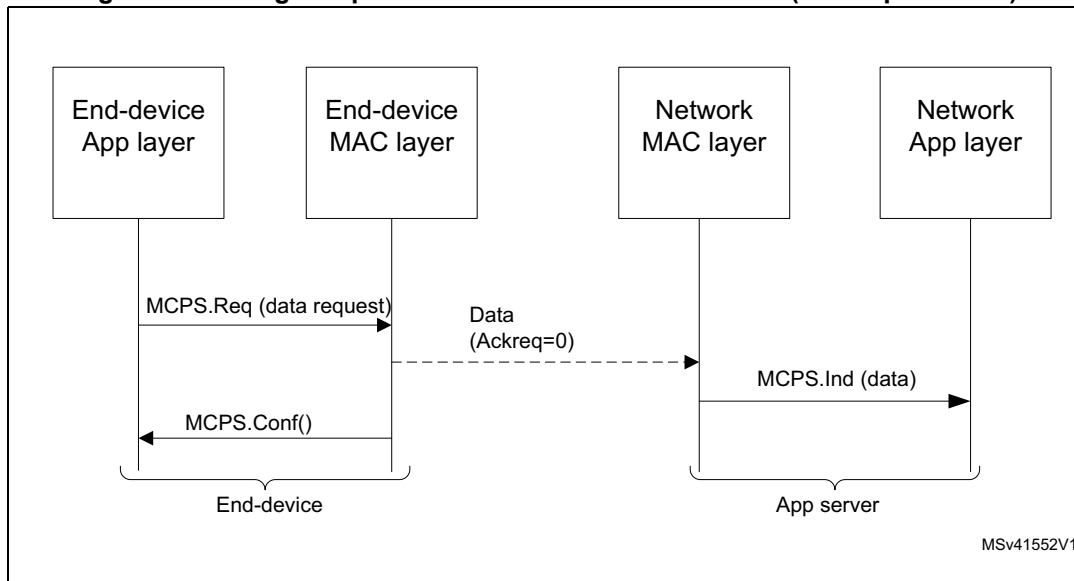 End-device
App layer
End-device
MAC layer
Network
MAC layer
Network
App layer
MCPS.Req (data request)
Data
(Ackreq=0)
MCPS.Ind (data)
MCPS.Conf()
End-device
App server
MSv41552V1